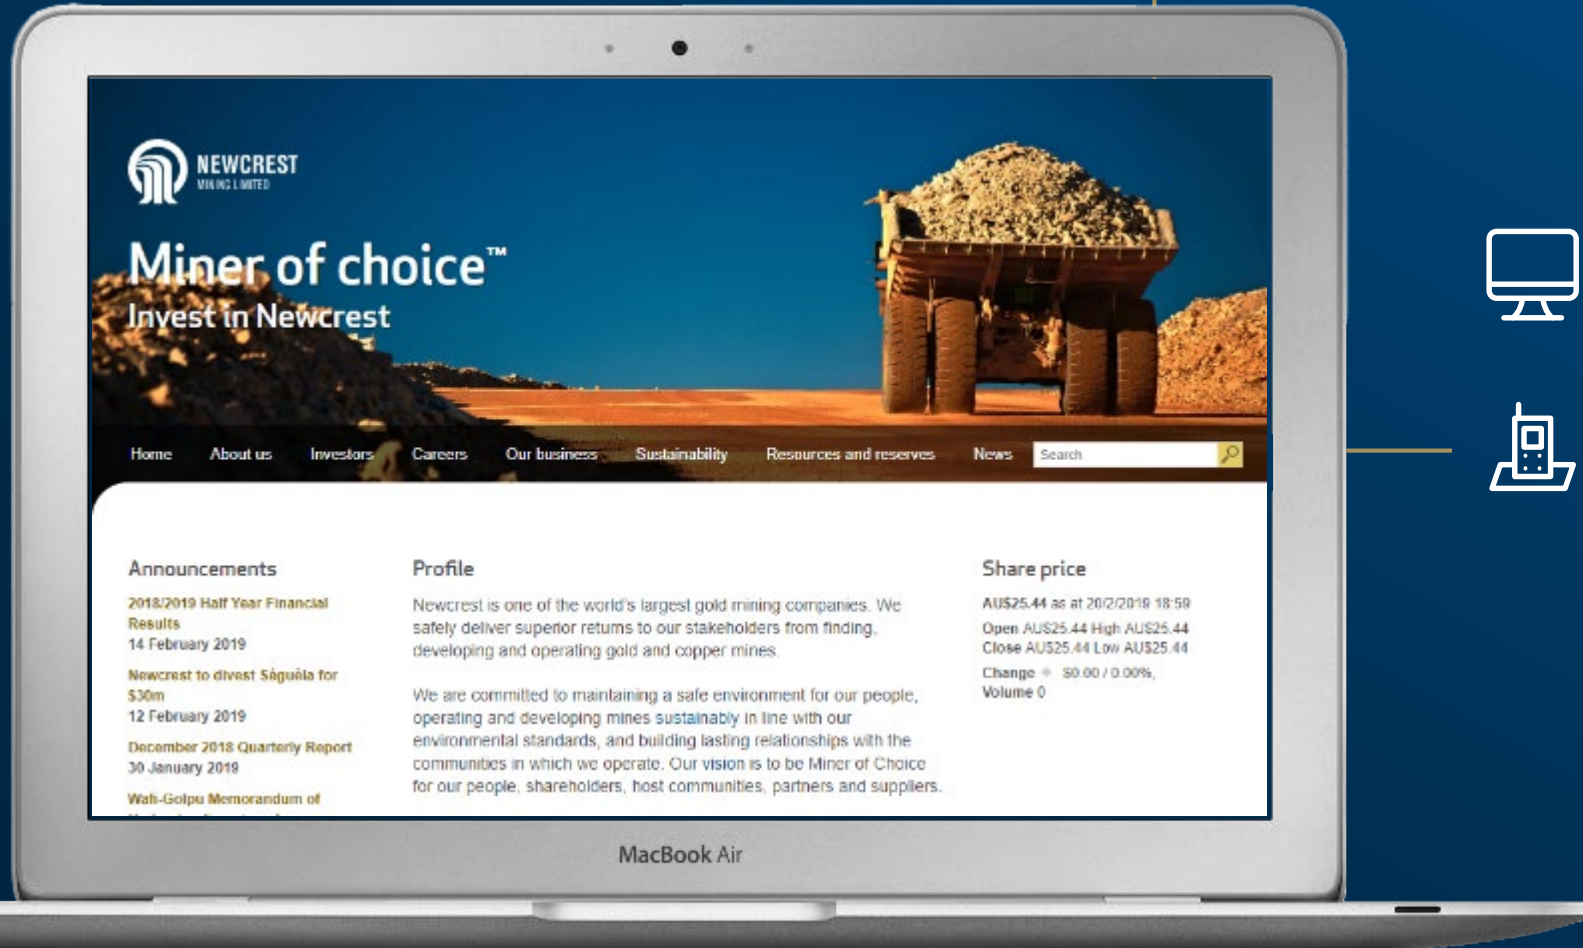 NEWCREST
MINING LIMITED
Miner of choice™
Invest in Newcrest
Home About us Investors Careers Our business Sustainability Resources and reserves News Search
Announcements
2018/2019 Half Year Financial
Results
14 February 2019
Newcrest to divest Séguéla for
$30m
12 February 2019
December 2018 Quarterly Report
30 January 2019
Wafi-Golpu Memorandum of
Profile
Newcrest is one of the world's largest gold mining companies. We
safely deliver superior returns to our stakeholders from finding,
developing and operating gold and copper mines.
We are committed to maintaining a safe environment for our people,
operating and developing mines sustainably in line with our
environmental standards, and building lasting relationships with the
communities in which we operate. Our vision is to be Miner of Choice
for our people, shareholders, host communities, partners and suppliers.
Share price
AU$25.44 as at 20/2/2019 18:59
Open AU$25.44 High AU$25.44
Close AU$25.44 Low AU$25.44
Change $0.00 / 0.00%,
Volume 0
MacBook Air